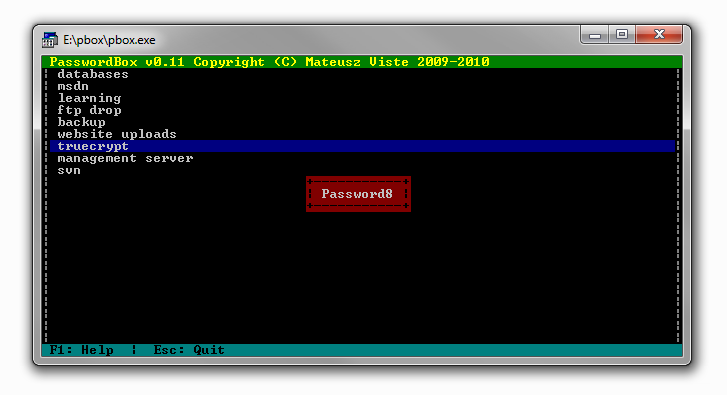 E:\pbox\pbox.exe
PasswordBox v0.11 Copyright (C) Mateusz Viste 2009-2010
databases
msdn
learning
ftp drop
backup
website uploads
truecrypt
management server
svn
Password8
F1: Help ¦ Esc: Quit